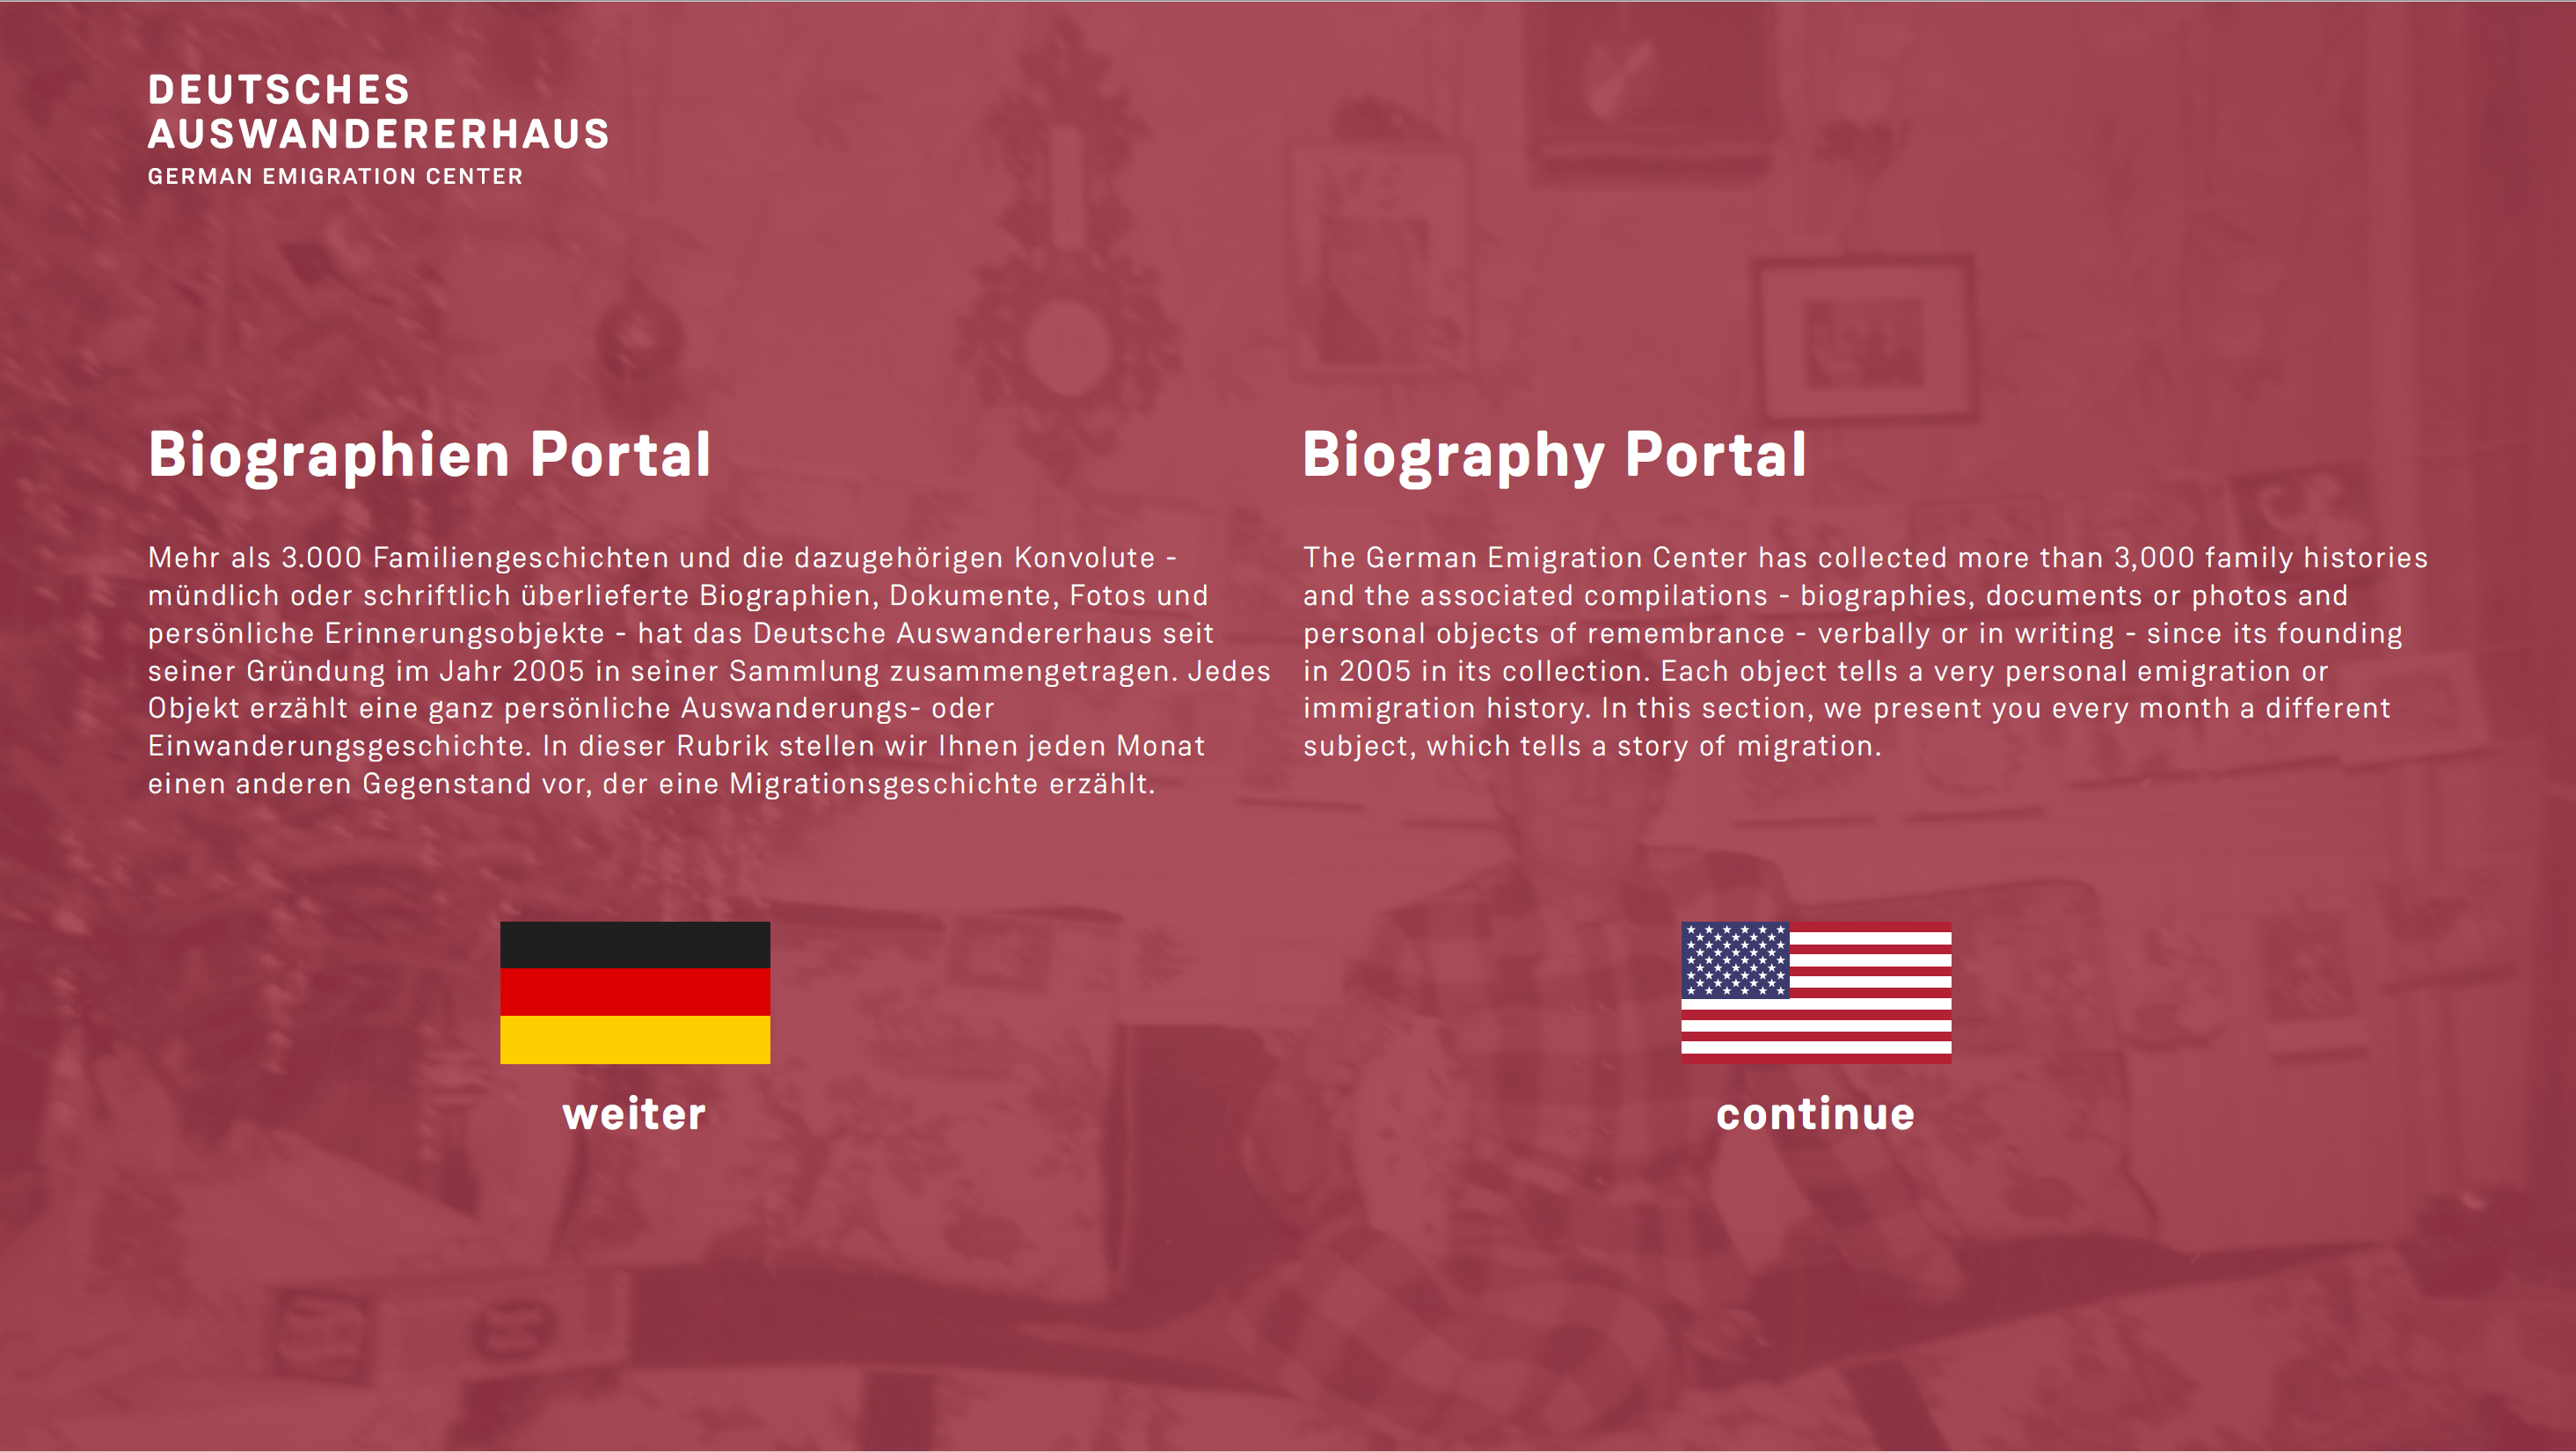 DEUTSCHES
AUSWANDERERHAUS
GERMAN EMIGRATION CENTER
Biographien Portal
Mehr als 3.000 Familiengeschichten und die dazugehörigen Konvolute -
mündlich oder schriftlich überlieferte Biographien, Dokumente, Fotos und
persönliche Erinnerungsobjekte - hat das Deutsche Auswandererhaus seit
seiner Gründung im Jahr 2005 in seiner Sammlung zusammengetragen. Jedes
Objekt erzählt eine ganz persönliche Auswanderungs- oder
Einwanderungsgeschichte. In dieser Rubrik stellen wir Ihnen jeden Monat
einen anderen Gegenstand vor, der eine Migrationsgeschichte erzählt.
weiter
Biography Portal
The German Emigration Center has collected more than 3,000 family histories
and the associated compilations - biographies, documents or photos and
personal objects of remembrance - verbally or in writing - since its founding
in 2005 in its collection. Each object tells a very personal emigration or
immigration history. In this section, we present you every month a different
subject, which tells a story of migration.
continue